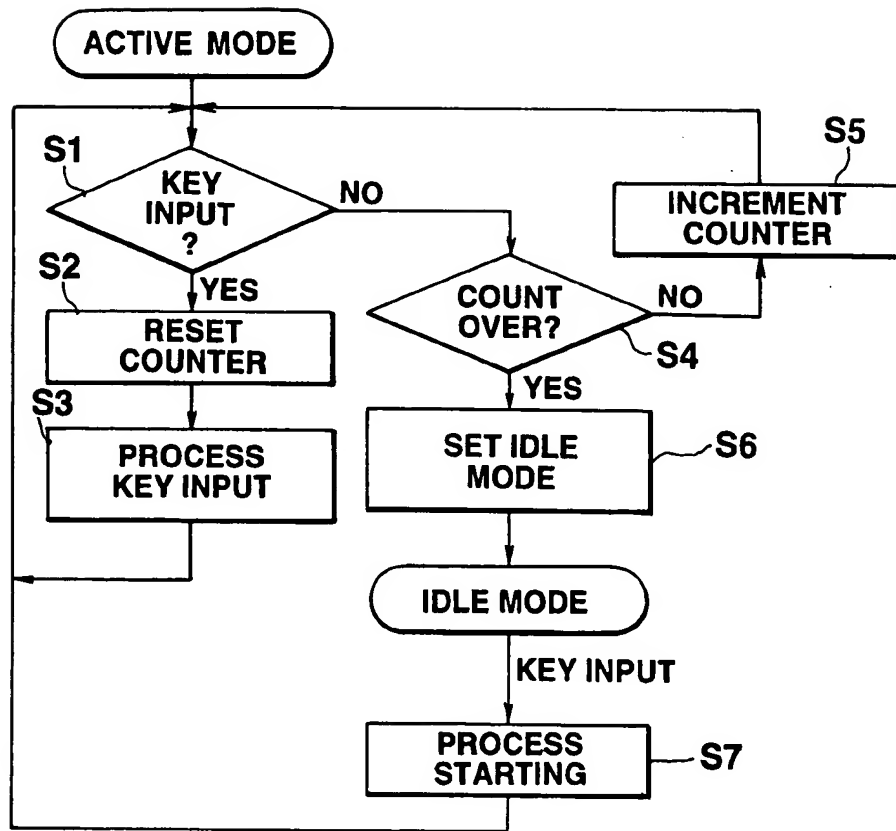 ACTIVE MODE
S1
KEY
INPUT
?
NO
YES
S2
RESET
COUNTER
S3
PROCESS
KEY INPUT
S5
INCREMENT
COUNTER
COUNT
OVER?
NO
S4
YES
SET IDLE
MODE
S6
IDLE MODE
KEY INPUT
PROCESS
STARTING
S7